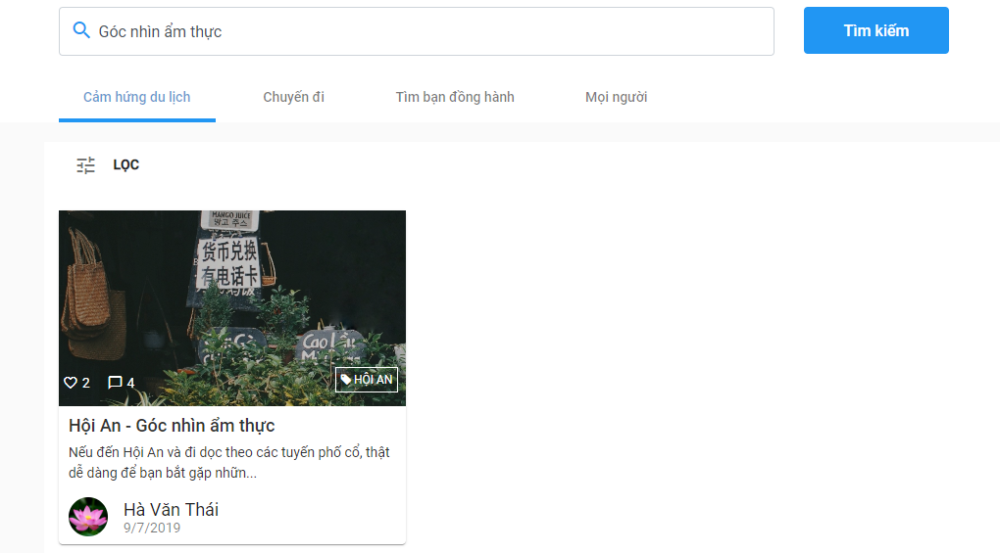 Góc nhìn ẩm thực
Tìm kiếm
Cảm hứng du lịch
Chuyến đi
Tìm bạn đồng hành
Mọi người
LỌC
MANGO JUICE
망고 주스
货币兑换
有电话卡
Cao Lầu
2
4
HỘI AN
Hội An - Góc nhìn ẩm thực
Nếu đến Hội An và đi dọc theo các tuyến phố cổ, thật
dễ dàng để bạn bắt gặp nhữn...
Hà Văn Thái
9/7/2019